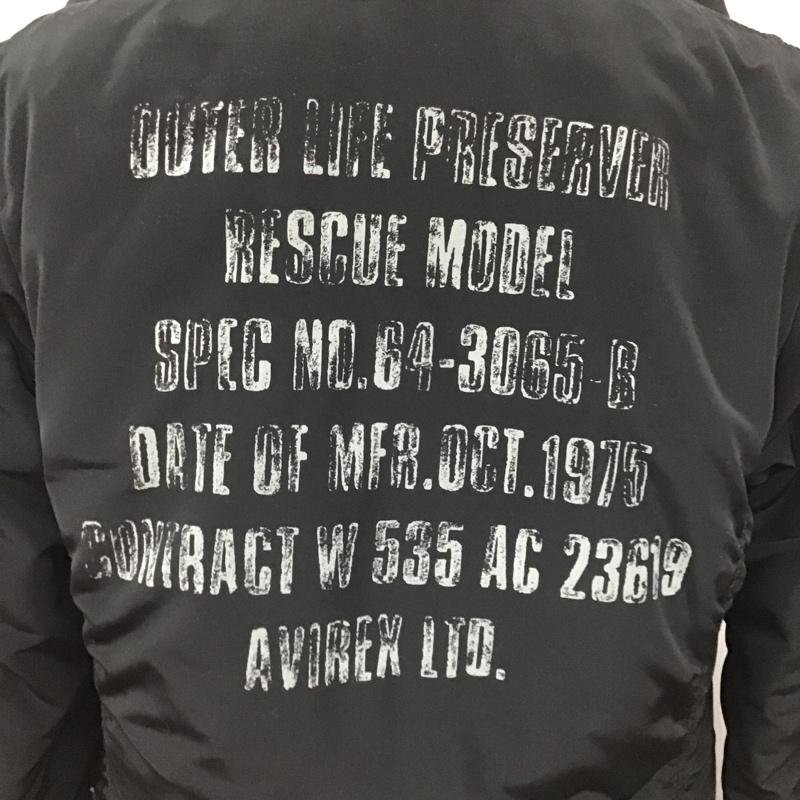 OUTER LIFE PRESERVER
RESCUE MODEL
SPEC NO.64-3065-B
DATE OF MFR.OCT.1975
CONTRACT W 535 AC 23619
AVIREX LTD.